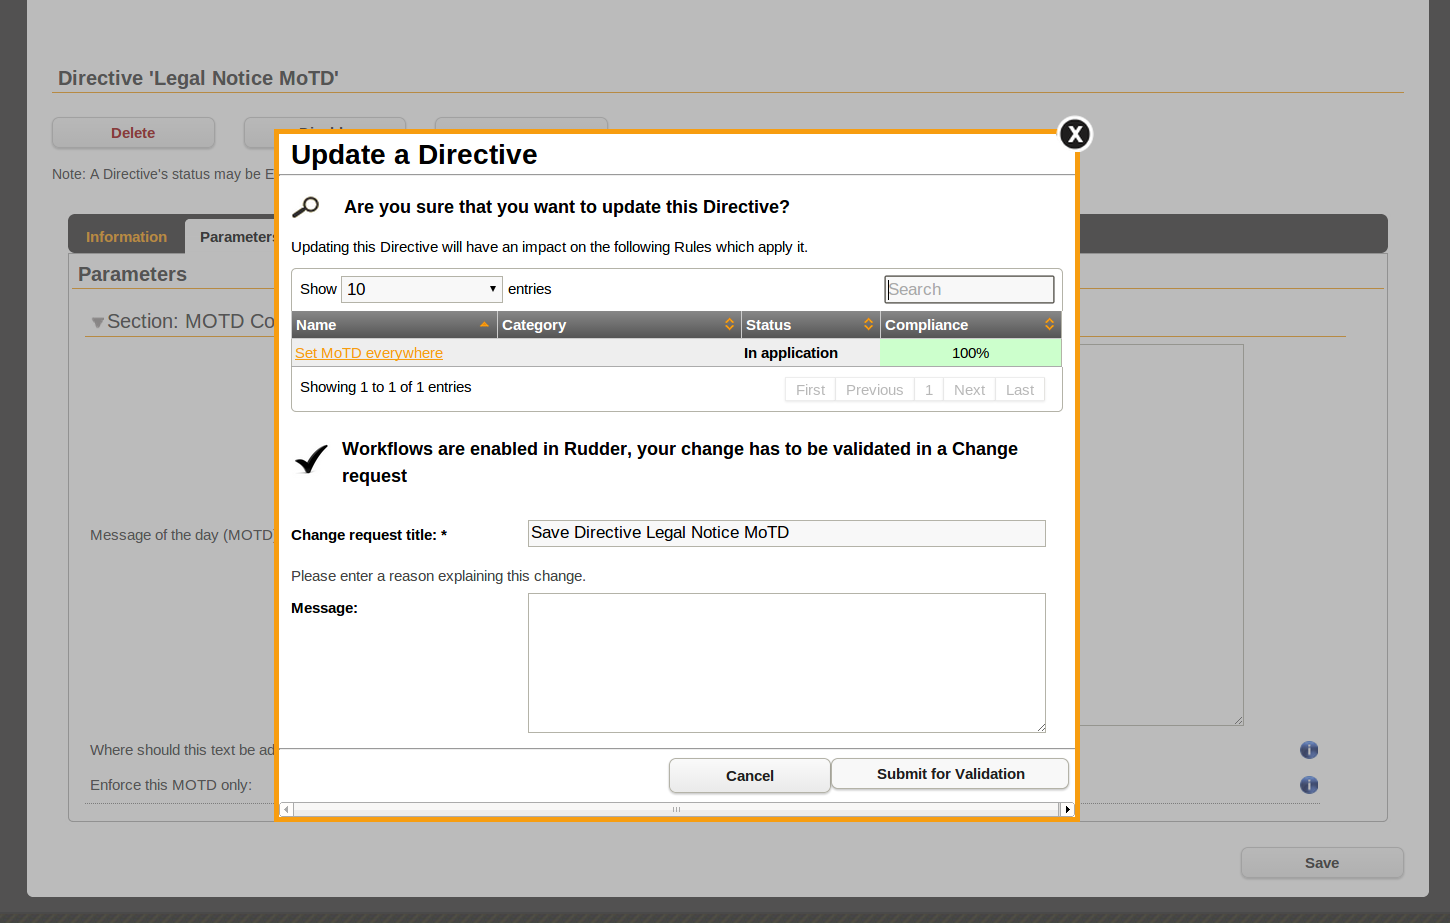 Directive 'Legal Notice MoTD'
Delete
Note: A Directive's status may be E
Information
Parameters
Parameters
Section: MOTD Co
Message of the day (MOTD)
Where should this text be ad
Enforce this MOTD only:
Save
X
Update a Directive
Are you sure that you want to update this Directive?
Updating this Directive will have an impact on the following Rules which apply it.
Show 10 entries Search
Name Category Status Compliance
Set MoTD everywhere In application 100%
Showing 1 to 1 of 1 entries First Previous 1 Next Last
Workflows are enabled in Rudder, your change has to be validated in a Change
request
Change request title: * Save Directive Legal Notice MoTD
Please enter a reason explaining this change.
Message:
Cancel Submit for Validation